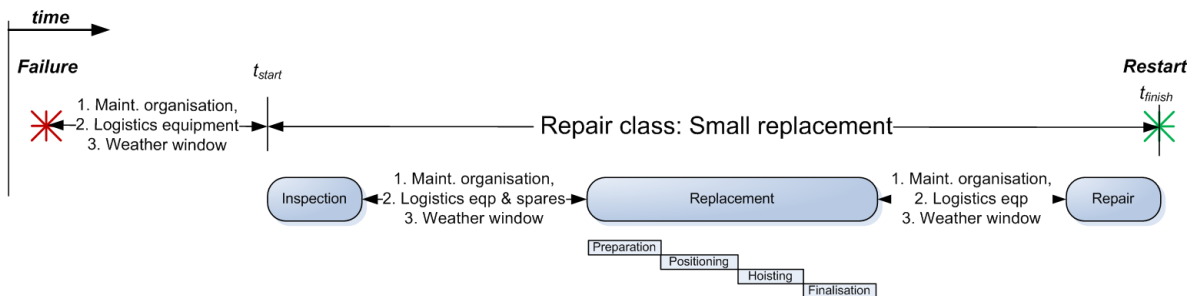 time
Failure
t_start
Restart
t_finish
1. Maint. organisation,
2. Logistics equipment
3. Weather window
Repair class: Small replacement
Inspection
1. Maint. organisation,
2. Logistics eqp & spares
3. Weather window
Replacement
1. Maint. organisation,
2. Logistics eqp
3. Weather window
Repair
Preparation
Positioning
Hoisting
Finalisation